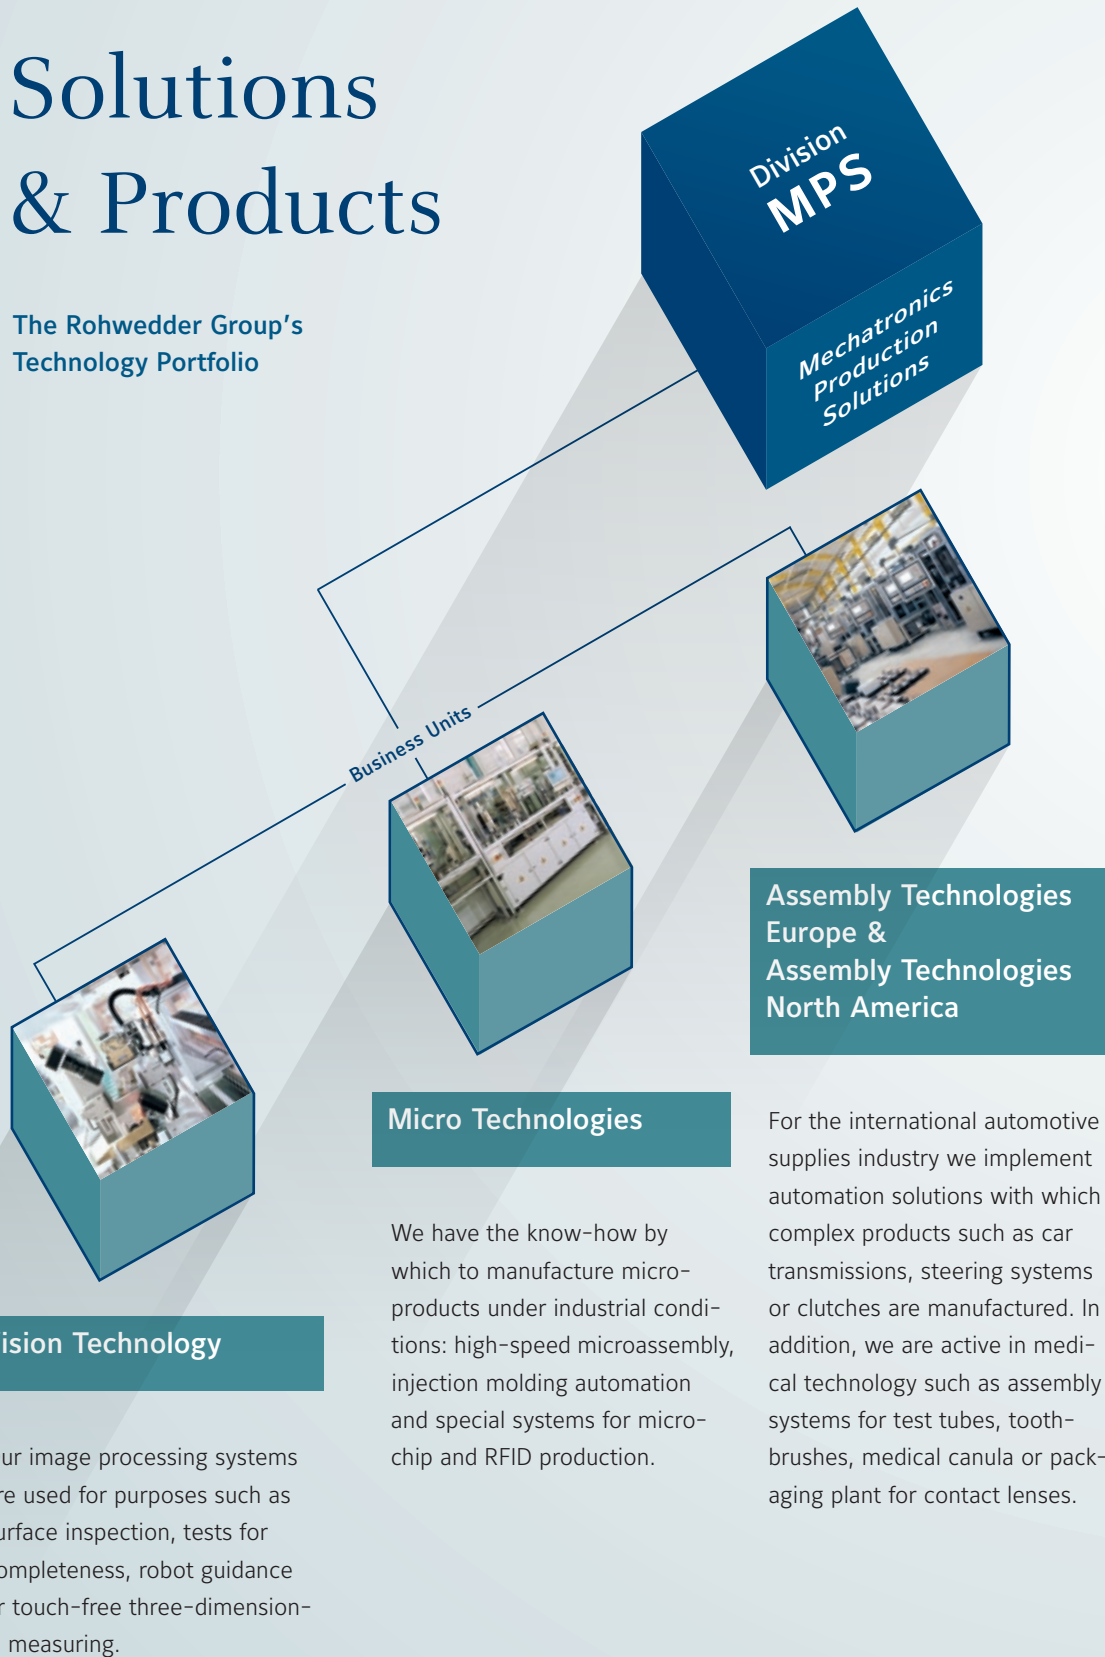 Solutions
& Products
The Rohwedder Group's
Technology Portfolio
Division
MPS
Mechatronics
Production
Solutions
Business Units
ision Technology
ur image processing systems
re used for purposes such as
urface inspection, tests for
ompleteness, robot guidance
r touch-free three-dimension-
measuring.
Micro Technologies
We have the know-how by
which to manufacture micro-
products under industrial condi-
tions: high-speed microassembly,
injection molding automation
and special systems for micro-
chip and RFID production.
Assembly Technologies
Europe &
Assembly Technologies
North America
For the international automotive
supplies industry we implement
automation solutions with which
complex products such as car
transmissions, steering systems
or clutches are manufactured. In
addition, we are active in medi-
cal technology such as assembly
systems for test tubes, tooth-
brushes, medical canula or pack-
aging plant for contact lenses.